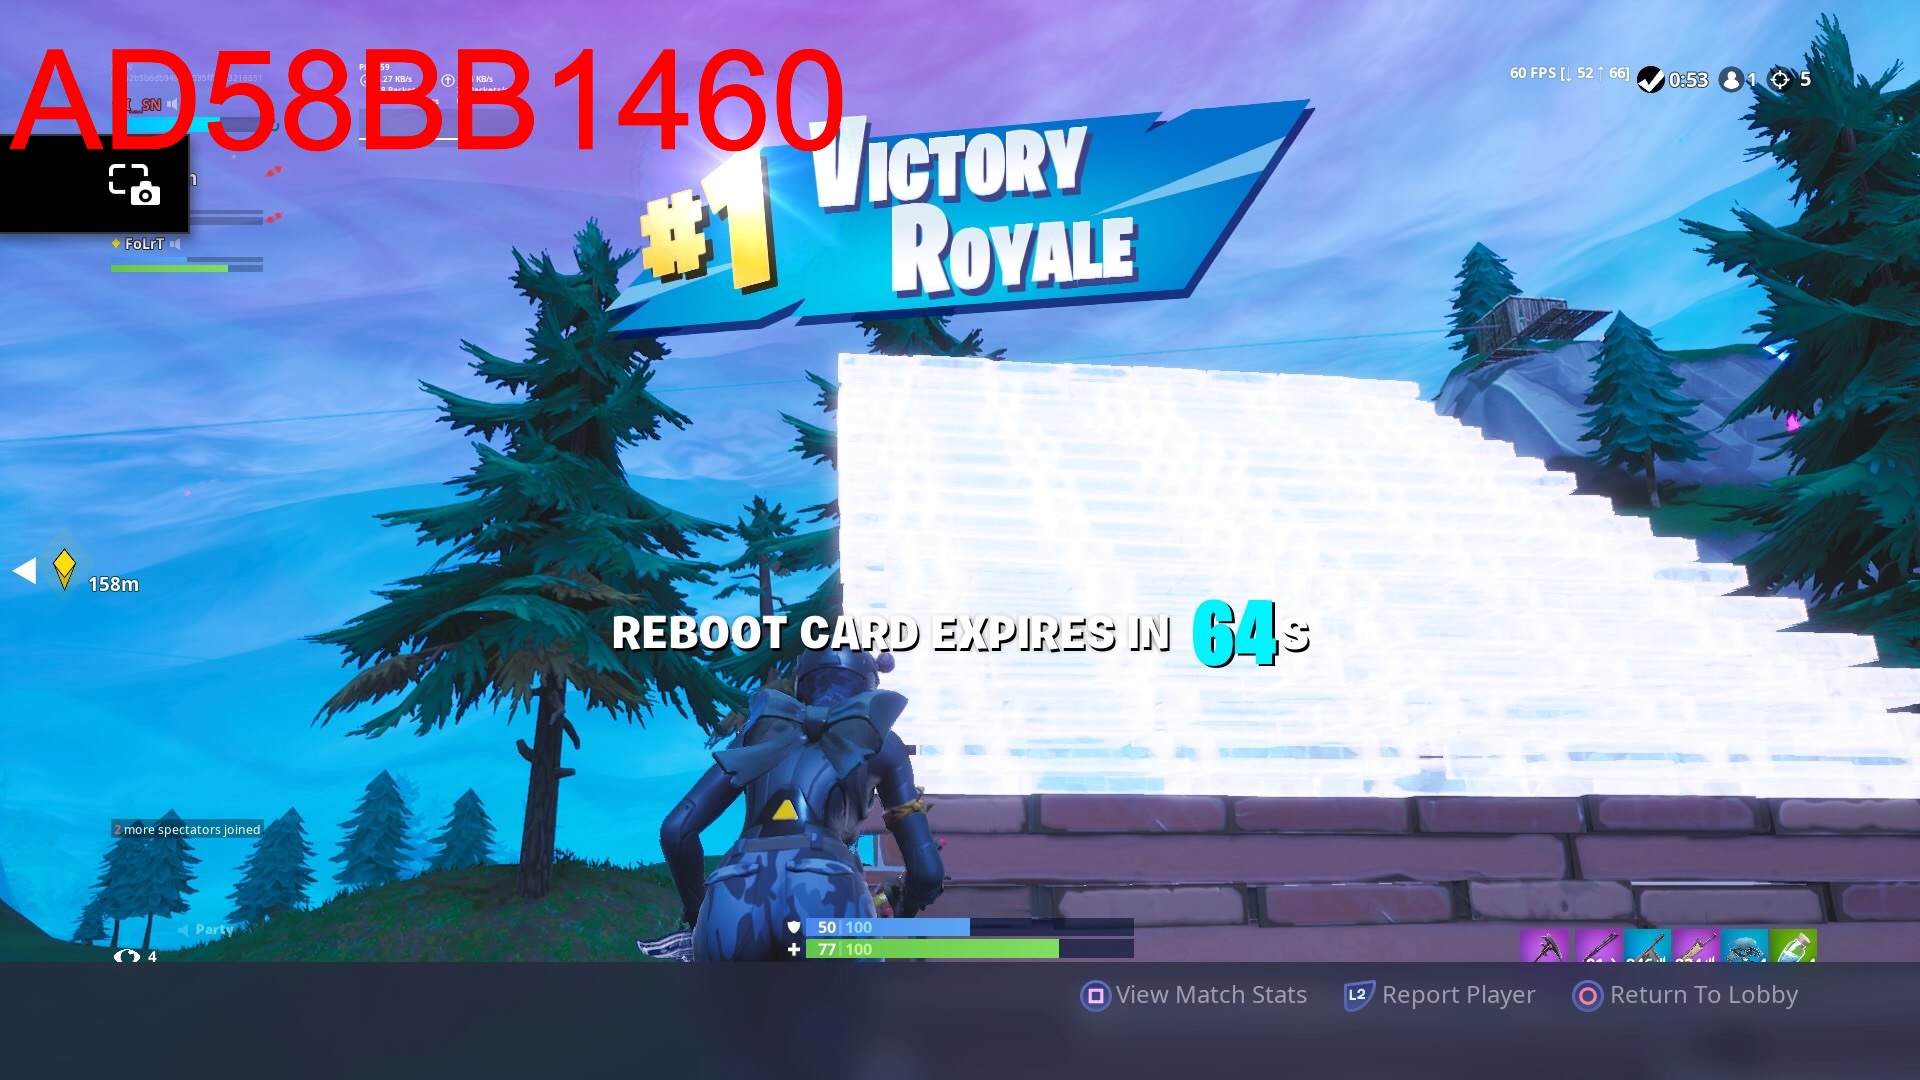 AD58BB1460
60 FPS [↓ 52 ↑ 66]
0:53
1
5
FoLrT
#1 VICTORY
ROYALE
158m
REBOOT CARD EXPIRES IN 64s
2 more spectators joined
Party
4
50 | 100
77 | 100
View Match Stats
L2 Report Player
Return To Lobby